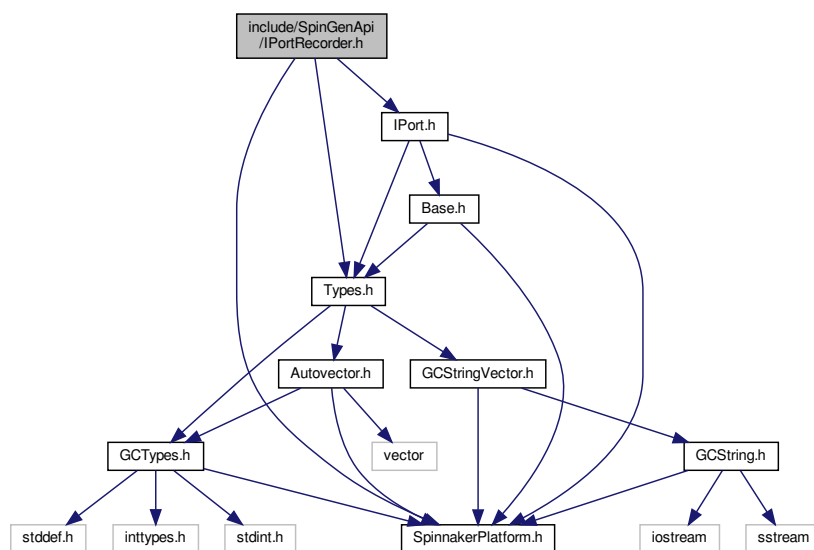 include/SpinGenApi
/IPortRecorder.h
IPort.h
Base.h
Types.h
Autovector.h
GCStringVector.h
GCTypes.h
vector
GCString.h
stddef.h
inttypes.h
stdint.h
SpinnakerPlatform.h
iostream
sstream